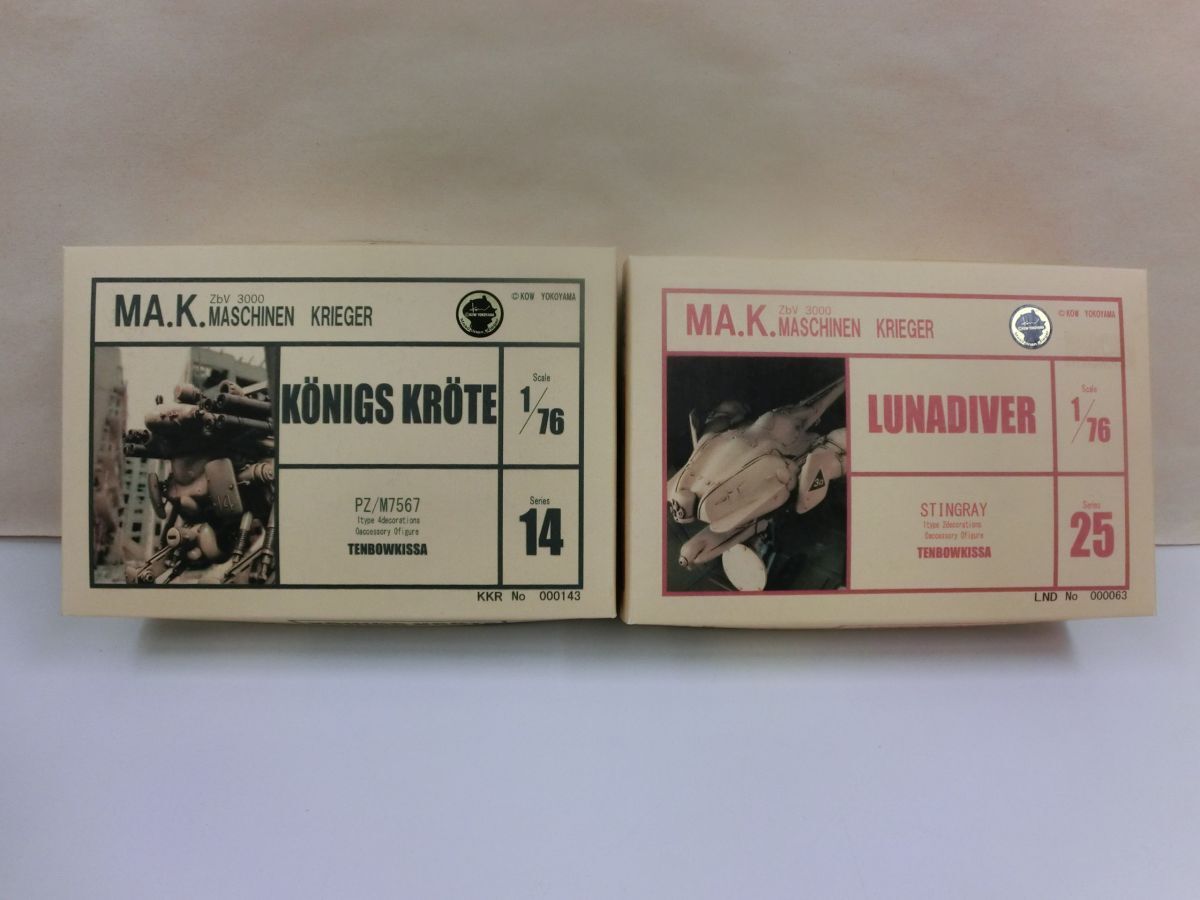 ZbV 3000
MA.K. MASCHINEN KRIEGER
©KOW YOKOYAMA
KÖNIGS KRÖTE
Scale
1/76
PZ/M7567
1type 4decorations
0accessory 0figure
TENBOWKISSA
Series
14
KKR No 000143
ZbV 3000
MA.K. MASCHINEN KRIEGER
©KOW YOKOYAMA
LUNADIVER
Scale
1/76
STINGRAY
1type 2decorations
0accessory 0figure
TENBOWKISSA
Series
25
LND No 000063